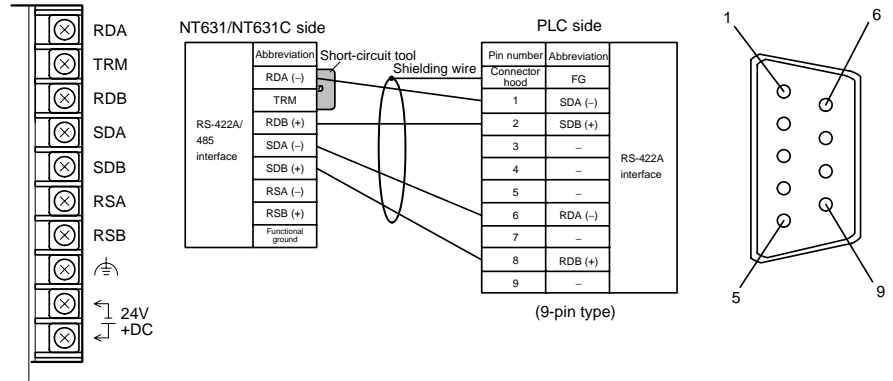 RDA
TRM
RDB
SDA
SDB
RSA
RSB
24V
+DC
NT631/NT631C side
Abbreviation
Short-circuit tool
RDA (–)
TRM
RDB (+)
SDA (–)
SDB (+)
RSA (–)
RSB (+)
Functional
ground
RS-422A/
485
interface
Shielding wire
PLC side
Pin number Abbreviation
Connector
hood
FG
1 SDA (–)
2 SDB (+)
3 –
4 –
5 –
6 RDA (–)
7 –
8 RDB (+)
9 –
RS-422A
interface
(9-pin type)
1
6
5
9